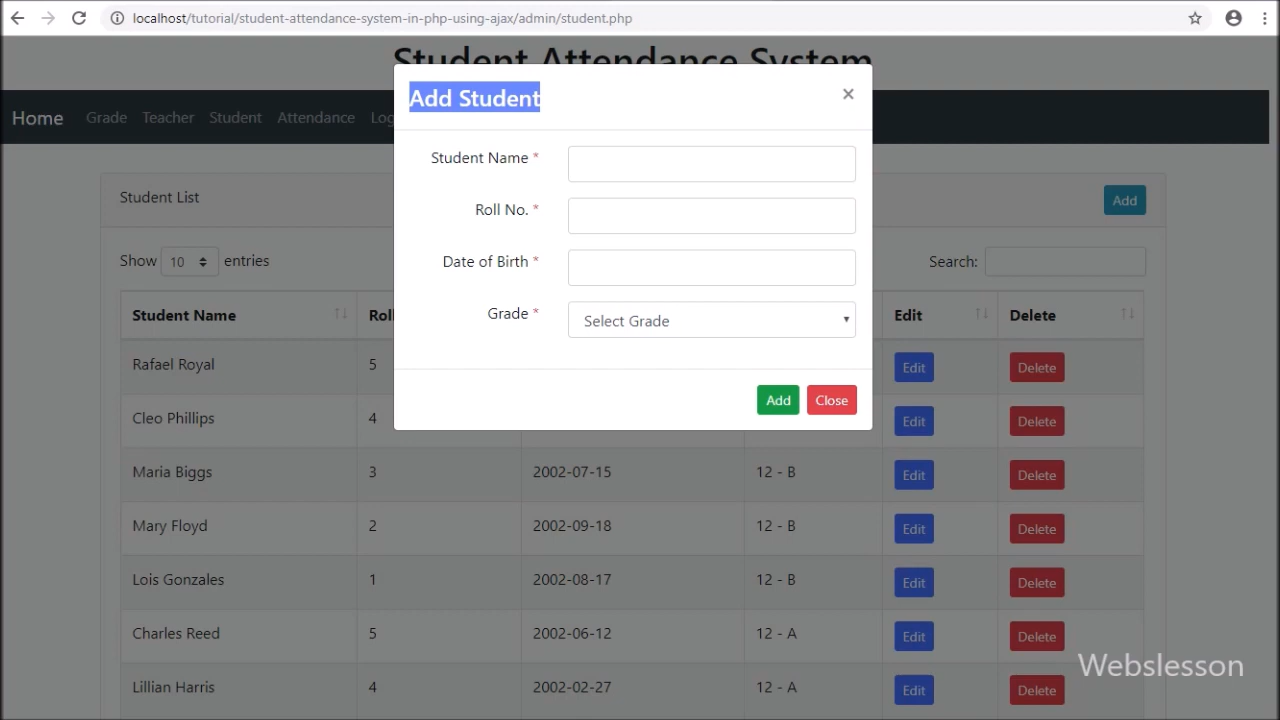 localhost/tutorial/student-attendance-system-in-php-using-ajax/admin/student.php
Student Attendance System
Home Grade Teacher Student Attendance Log
Add Student ×
Student Name *
Roll No. *
Date of Birth *
Grade * Select Grade
Add Close
Student List Add
Show 10 entries Search:
Student Name Roll Edit Delete
Rafael Royal 5 Edit Delete
Cleo Phillips 4 Edit Delete
Maria Biggs 3 2002-07-15 12 - B Edit Delete
Mary Floyd 2 2002-09-18 12 - B Edit Delete
Lois Gonzales 1 2002-08-17 12 - B Edit Delete
Charles Reed 5 2002-06-12 12 - A Edit Delete
Lillian Harris 4 2002-02-27 12 - A Edit Delete
Webslesson